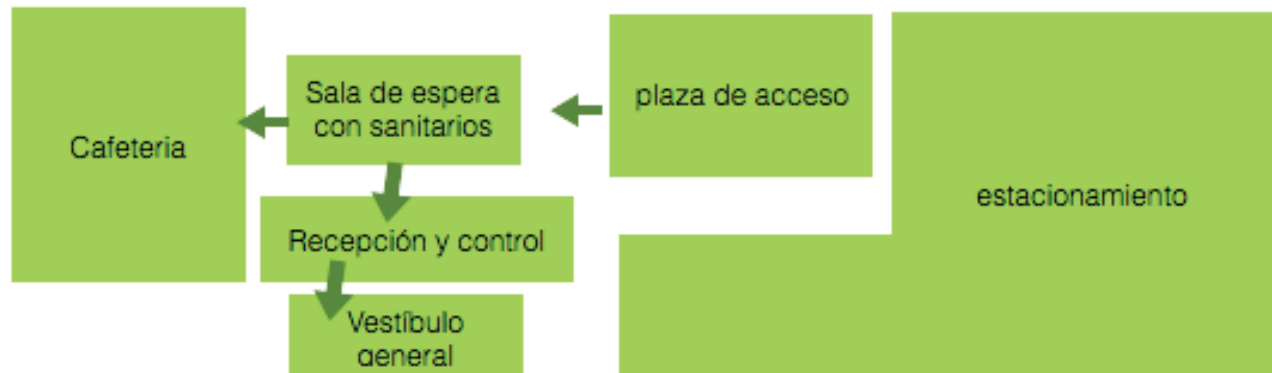 Cafeteria
Sala de espera
con sanitarios
plaza de acceso
estacionamiento
Recepción y control
Vestíbulo
general